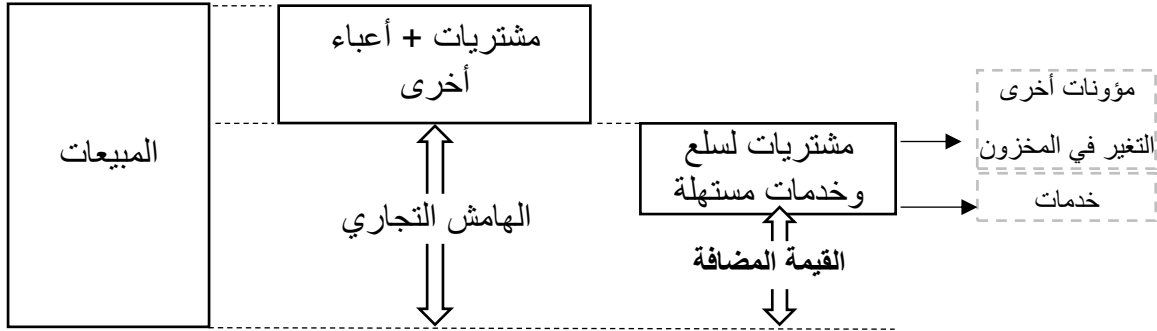 المبيعات
مشتريات + أعباء
أخرى
الهامش التجاري
مشتريات لسلع
وخدمات مستهلة
القيمة المضافة
مؤونات أخرى
التغير في المخزون
خدمات